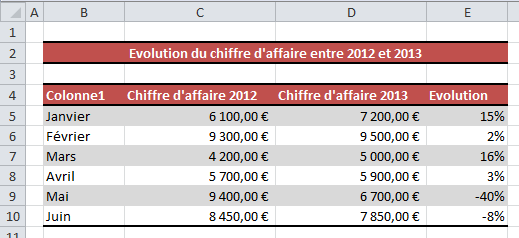 A B C D E
1
2 Evolution du chiffre d'affaire entre 2012 et 2013
3
4 Colonne1 Chiffre d'affaire 2012 Chiffre d'affaire 2013 Evolution
5 Janvier 6 100,00 € 7 200,00 € 15%
6 Février 9 300,00 € 9 500,00 € 2%
7 Mars 4 200,00 € 5 000,00 € 16%
8 Avril 5 700,00 € 5 900,00 € 3%
9 Mai 9 400,00 € 6 700,00 € -40%
10 Juin 8 450,00 € 7 850,00 € -8%
11